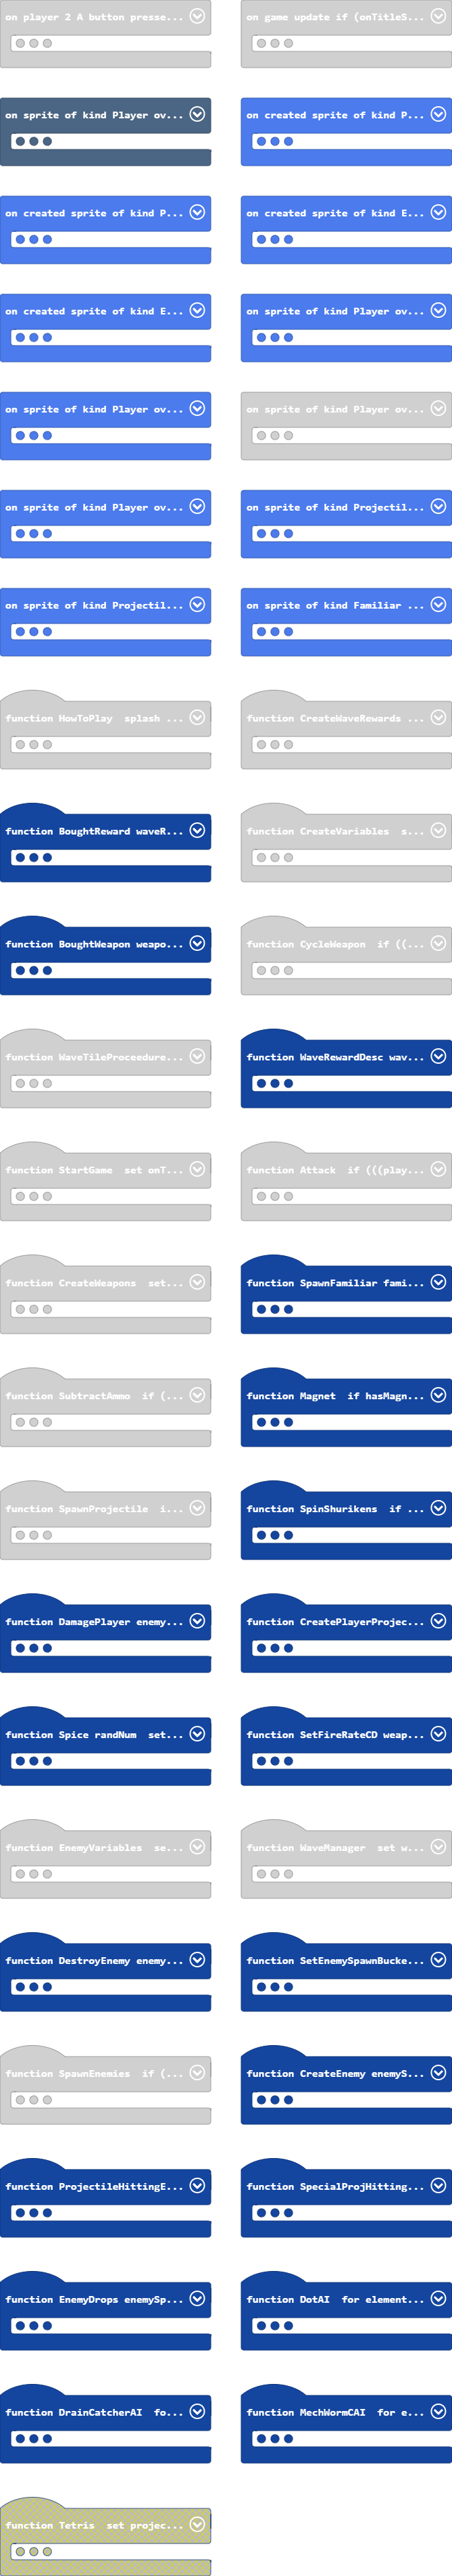 on player 2 A button presse...
on game update if (onTitleS...
on sprite of kind Player ov...
on created sprite of kind P...
on created sprite of kind P...
on created sprite of kind E...
on created sprite of kind E...
on sprite of kind Player ov...
on sprite of kind Player ov...
on sprite of kind Player ov...
on sprite of kind Player ov...
on sprite of kind Projectil...
on sprite of kind Projectil...
on sprite of kind Familiar ...
function HowToPlay splash ...
function CreateWaveRewards ...
function BoughtReward waveR...
function CreateVariables s...
function BoughtWeapon weapo...
function CycleWeapon if ((...
function WaveTileProceedure...
function WaveRewardDesc wav...
function StartGame set onT...
function Attack if (((play...
function CreateWeapons set...
function SpawnFamiliar fami...
function SubtractAmmo if (...
function Magnet if hasMagn...
function SpawnProjectile i...
function SpinShurikens if ...
function DamagePlayer enemy...
function CreatePlayerProjec...
function Spice randNum set...
function SetFireRateCD weap...
function EnemyVariables se...
function WaveManager set w...
function DestroyEnemy enemy...
function SetEnemySpawnBucke...
function SpawnEnemies if (...
function CreateEnemy enemyS...
function ProjectileHittingE...
function SpecialProjHitting...
function EnemyDrops enemySp...
function DotAI for element...
function DrainCatcherAI fo...
function MechWormCAI for e...
function Tetris set projec...